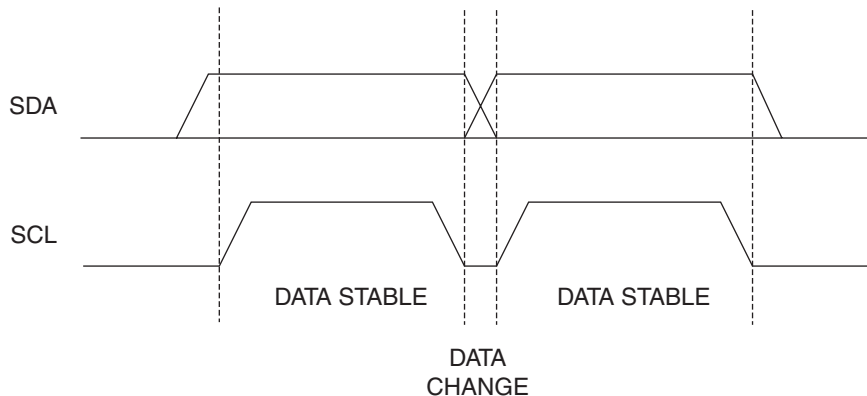 SDA
SCL
DATA STABLE
DATA STABLE
DATA
CHANGE